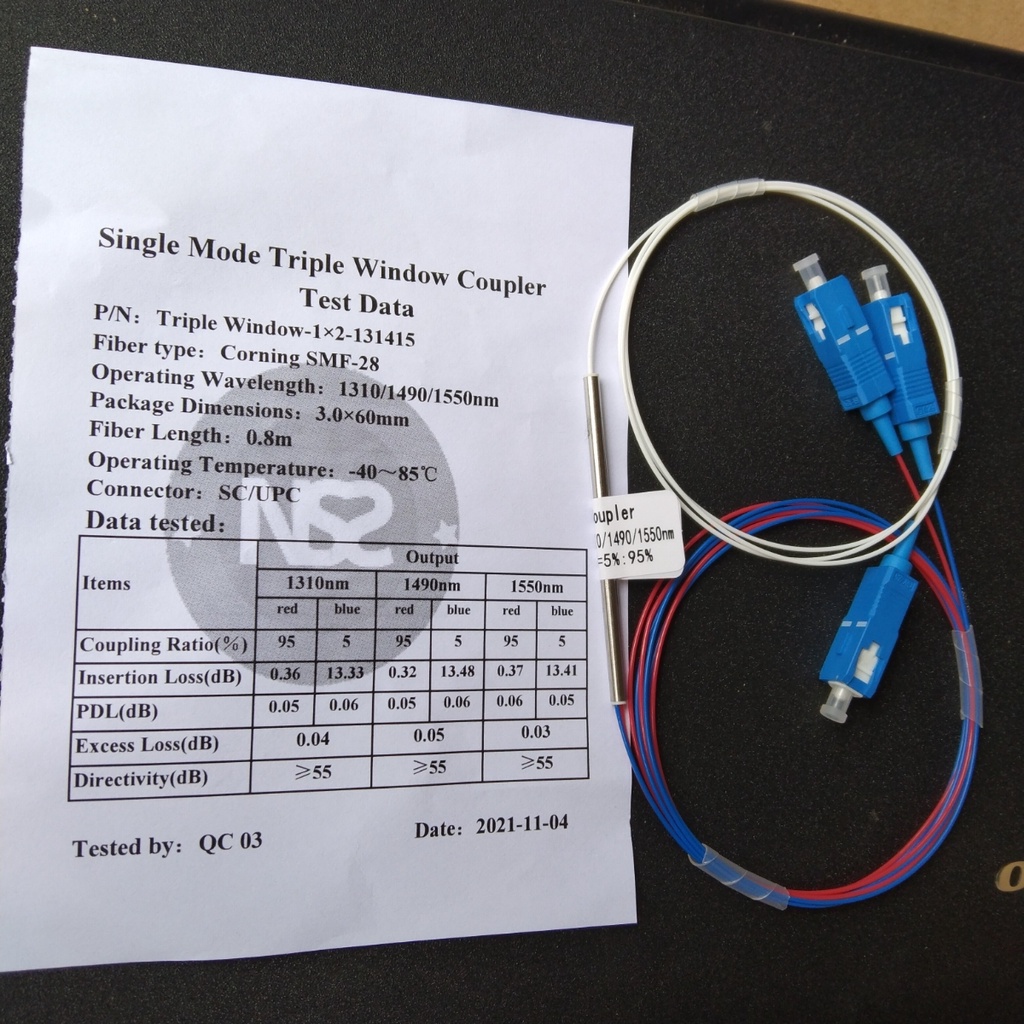 Single Mode Triple Window Coupler
Test Data
P/N： Triple Window-1×2-131415
Fiber type： Corning SMF-28
Operating Wavelength： 1310/1490/1550nm
Package Dimensions： 3.0×60mm
Fiber Length： 0.8m
Operating Temperature： -40～85℃
Connector： SC/UPC
Data tested：
Items Output
1310nm 1490nm 1550nm
red blue red blue red blue
Coupling Ratio(%) 95 5 95 5 95 5
Insertion Loss(dB) 0.36 13.33 0.32 13.48 0.37 13.41
PDL(dB) 0.05 0.06 0.05 0.06 0.06 0.05
Excess Loss(dB) 0.04 0.05 0.03
Directivity(dB) ≥55 ≥55 ≥55
Tested by： QC 03 Date： 2021-11-04
oupler
0/1490/1550nm
=5%:95%